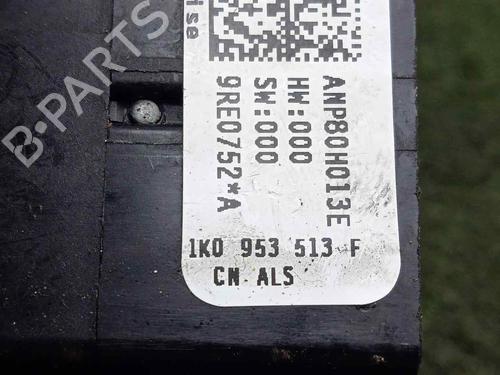 ise
ANP80H013E
HW:000
SW:000
9RE0752*A
1K0 953 513 F
CN ALS
B-PARTS